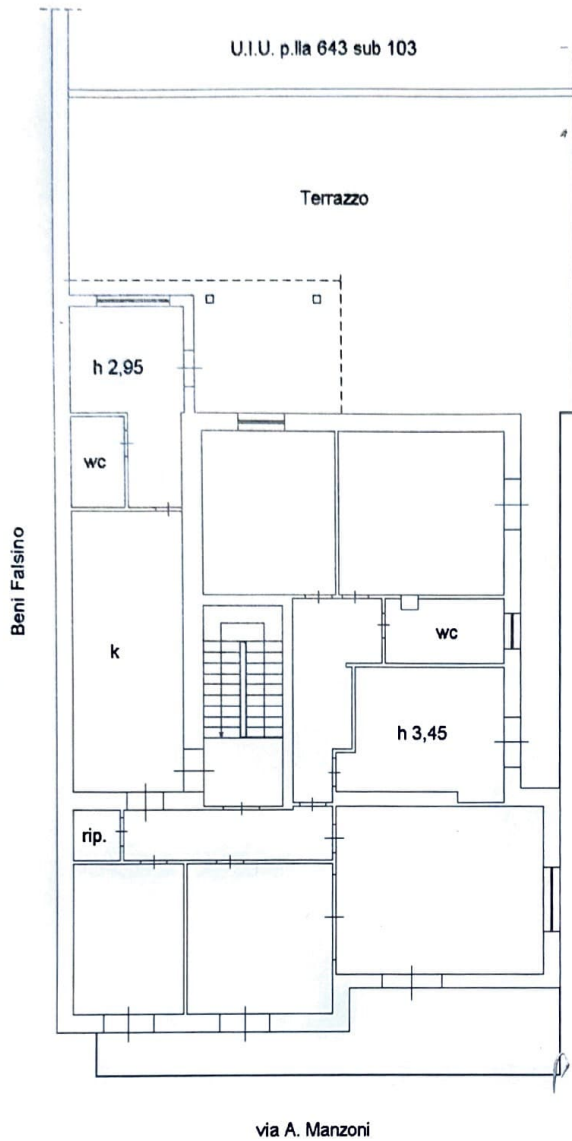 U.I.U. p.lla 643 sub 103
Terrazzo
h 2,95
wc
Beni Falsino
k
wc
h 3,45
rip.
via A. Manzoni